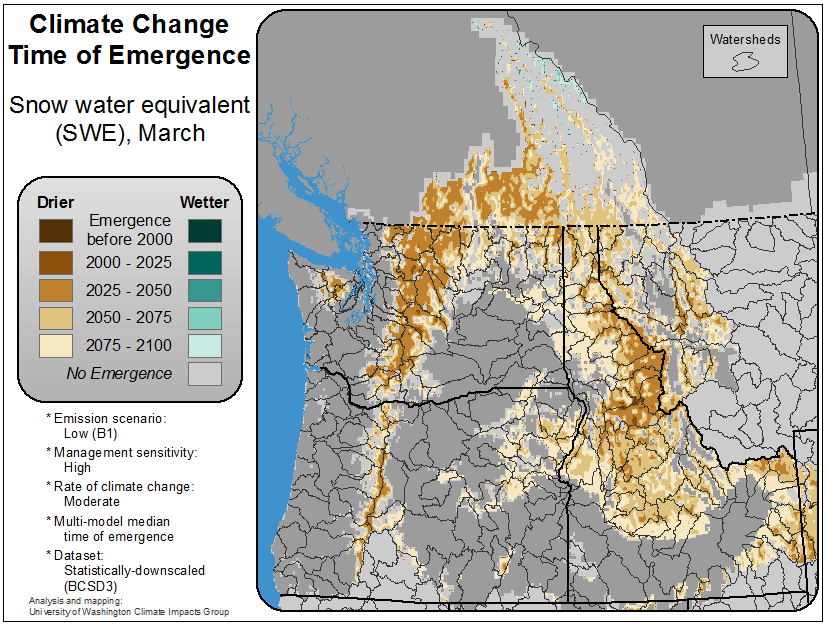 Climate Change
Time of Emergence
Snow water equivalent
(SWE), March
Drier
Wetter
Emergence
before 2000
2000 - 2025
2025 - 2050
2050 - 2075
2075 - 2100
No Emergence
* Emission scenario:
Low (B1)
* Management sensitivity:
High
* Rate of climate change:
Moderate
* Multi-model median
time of emergence
* Dataset:
Statistically-downscaled
(BCSD3)
Analysis and mapping:
University of Washington Climate Impacts Group
Watersheds